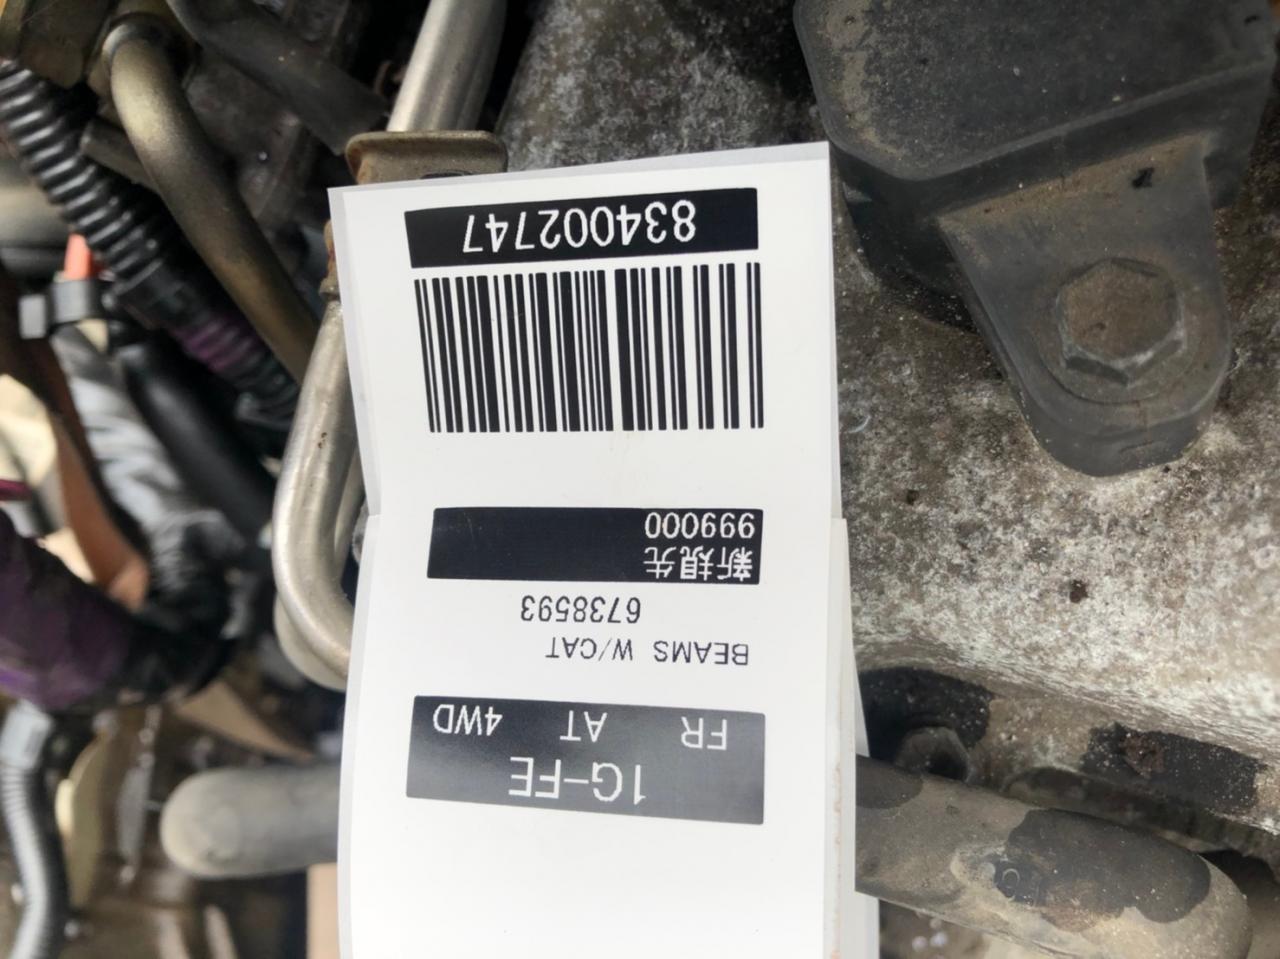 1G-FE
FR AT 4WD
BEAMS W/CAT
6738593
新規先
999000
834002747